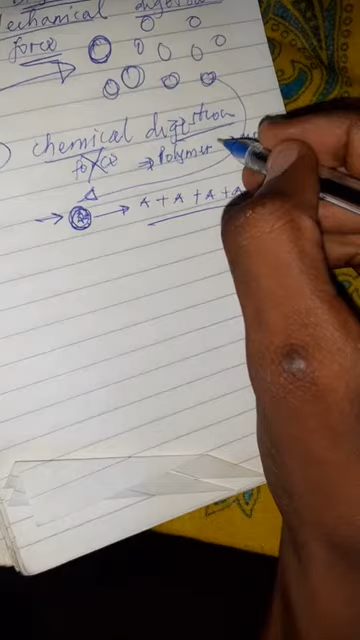 Mechanical digestion
force
) chemical digestion
force ⇒ Polymer
→ → A + A + A + A